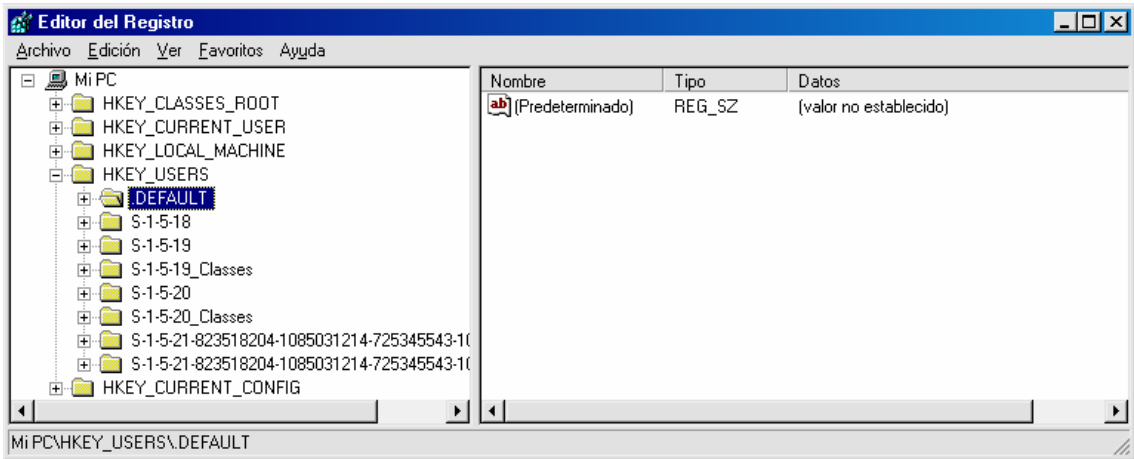 Editor del Registro
Archivo Edición Ver Favoritos Ayuda
Mi PC
HKEY_CLASSES_ROOT
HKEY_CURRENT_USER
HKEY_LOCAL_MACHINE
HKEY_USERS
.DEFAULT
S-1-5-18
S-1-5-19
S-1-5-19_Classes
S-1-5-20
S-1-5-20_Classes
S-1-5-21-823518204-1085031214-725345543-10
S-1-5-21-823518204-1085031214-725345543-10
HKEY_CURRENT_CONFIG
Nombre Tipo Datos
ab (Predeterminado) REG_SZ (valor no establecido)
Mi PC\HKEY_USERS\.DEFAULT